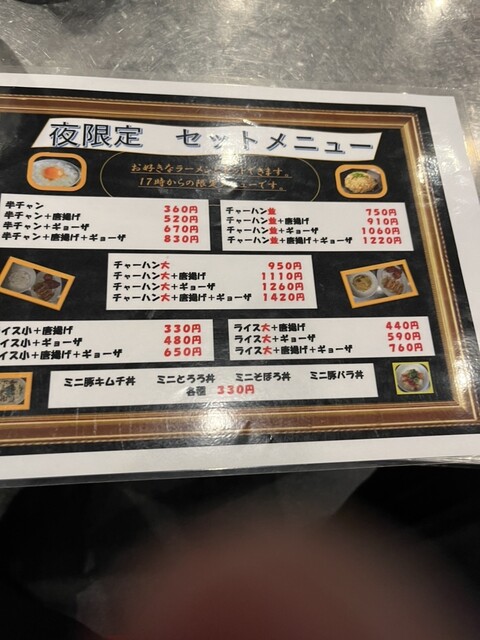 夜限定 セットメニュー
お好きなラーメン
できます。
17時からの限定 ニューです。
半チャン 360円
半チャン+唐揚げ 520円
半チャン+ギョーザ 670円
半チャン+唐揚げ+ギョーザ 830円
チャーハン並 750円
チャーハン並+唐揚げ 910円
チャーハン並+ギョーザ 1060円
チャーハン並+唐揚げ+ギョーザ 1220円
チャーハン大 950円
チャーハン大+唐揚げ 1110円
チャーハン大+ギョーザ 1260円
チャーハン大+唐揚げ+ギョーザ 1420円
イス小+唐揚げ 330円
イス小+ギョーザ 480円
イス小+唐揚げ+ギョーザ 650円
ライス大+唐揚げ 440円
ライス大+ギョーザ 590円
ライス大+唐揚げ+ギョーザ 760円
ミニ豚キムチ丼 ミニとろろ丼 ミニそぼろ丼 ミニ豚バラ丼
各種 330円